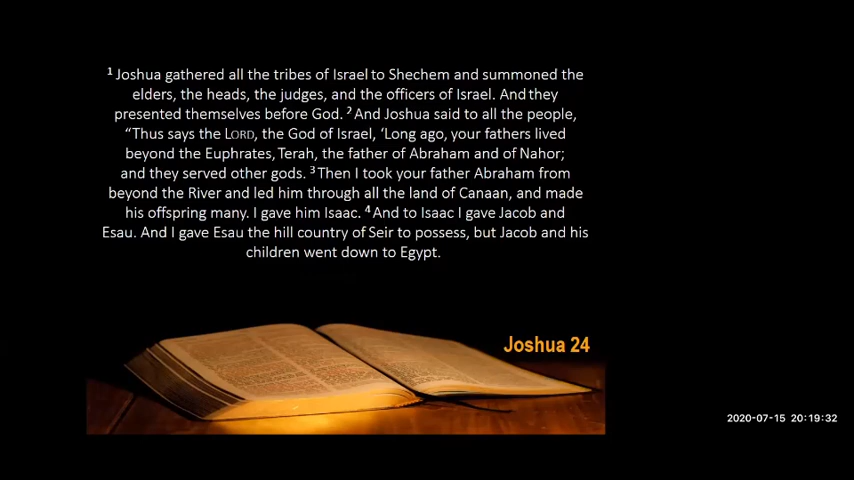 1 Joshua gathered all the tribes of Israel to Shechem and summoned the
elders, the heads, the judges, and the officers of Israel. And they
presented themselves before God. 2 And Joshua said to all the people,
“Thus says the LORD, the God of Israel, ‘Long ago, your fathers lived
beyond the Euphrates, Terah, the father of Abraham and of Nahor;
and they served other gods. 3 Then I took your father Abraham from
beyond the River and led him through all the land of Canaan, and made
his offspring many. I gave him Isaac. 4 And to Isaac I gave Jacob and
Esau. And I gave Esau the hill country of Seir to possess, but Jacob and his
children went down to Egypt.
Joshua 24
2020-07-15 20:19:32